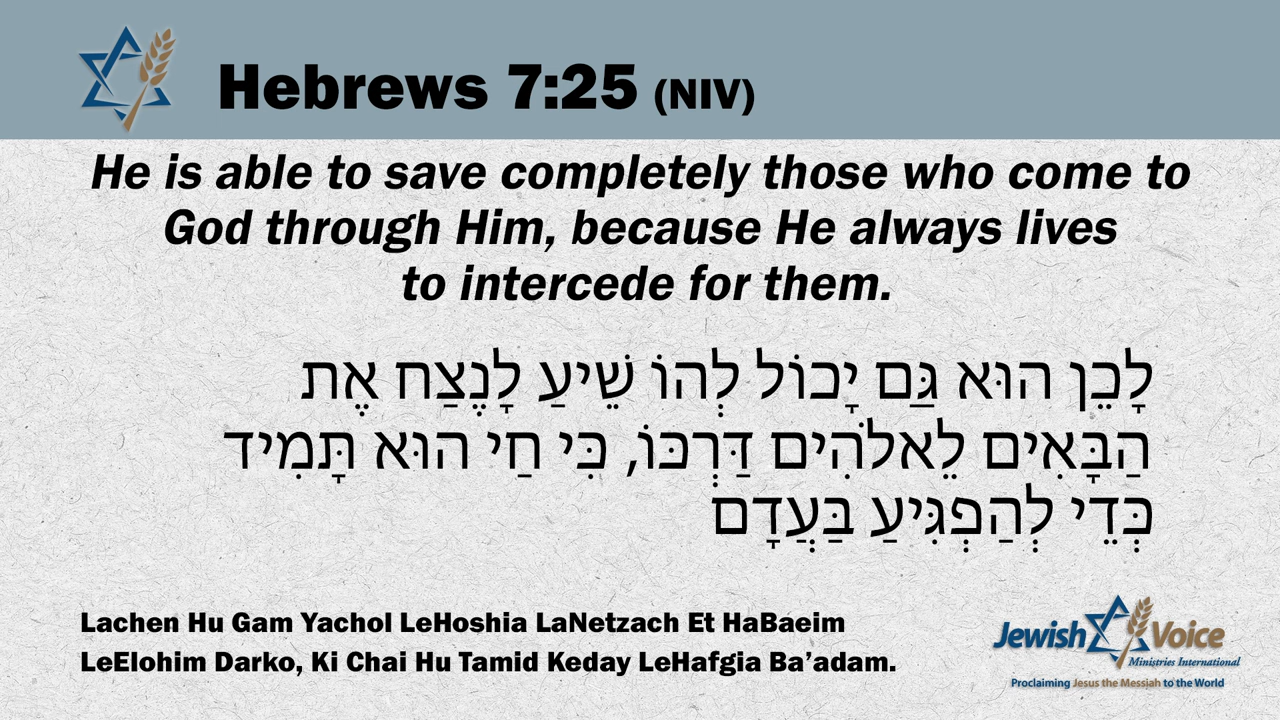 Hebrews 7:25 (NIV)
He is able to save completely those who come to
God through Him, because He always lives
to intercede for them.
לָכֵן הוּא גַּם יָכוֹל לְהוֹ שִׁיעַ לָנֶצַח אֶת
הַבָּאִים לֵאלֹהִים דַּרְכּוֹ, כִּי חַי הוּא תָּמִיד
כְּדֵי לְהַפְגִּיעַ בַּעֲדָם
Lachen Hu Gam Yachol LeHoshia LaNetzach Et HaBaeim
LeElohim Darko, Ki Chai Hu Tamid Keday LeHafgia Ba’adam.
Jewish Voice
Ministries International
Proclaiming Jesus the Messiah to the World